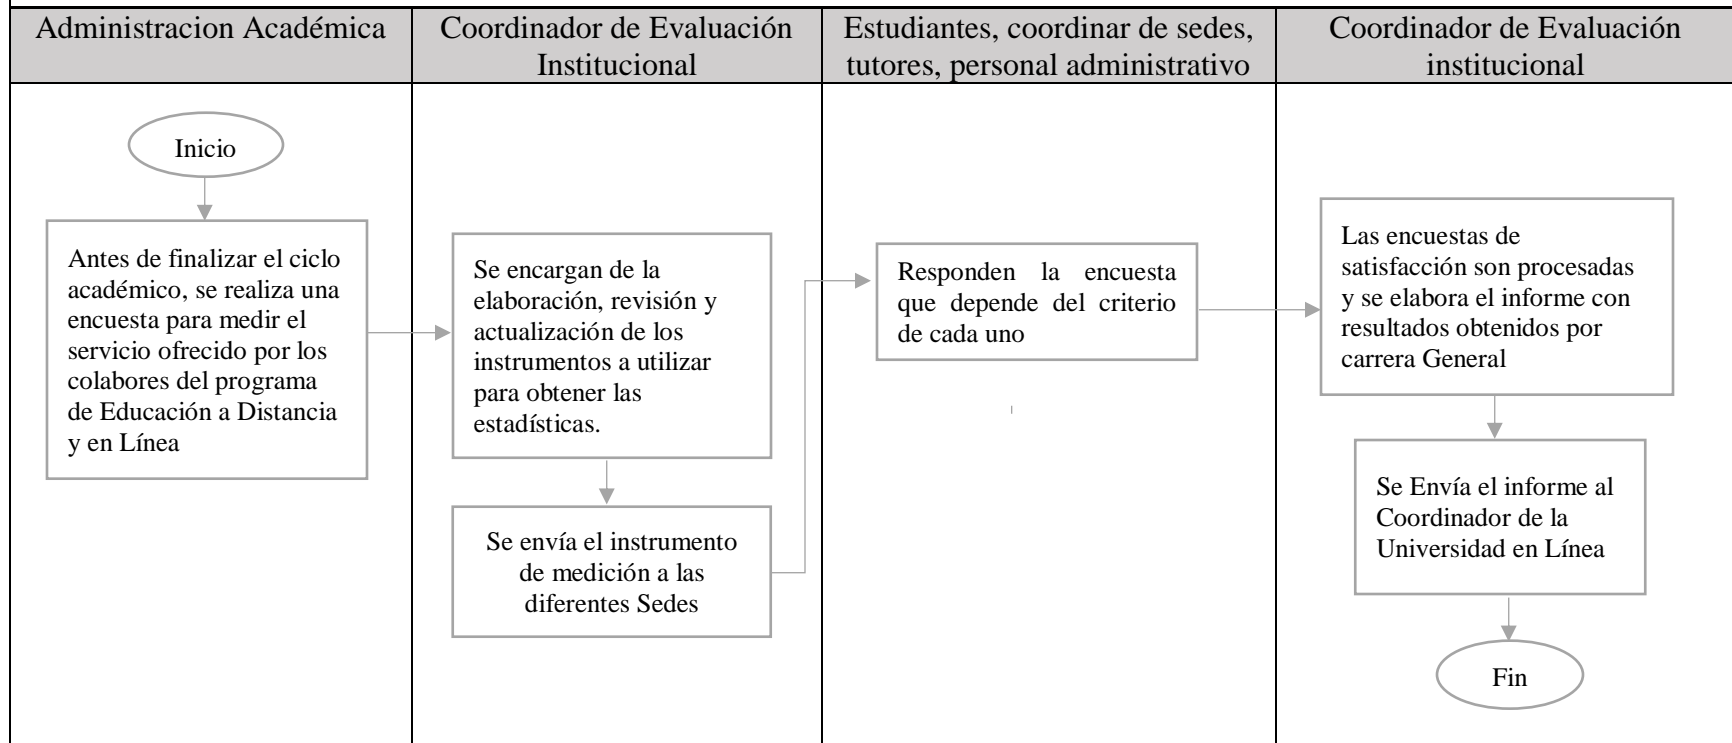 Administracion Académica
Coordinador de Evaluación
Institucional
Estudiantes, coordinar de sedes,
tutores, personal administrativo
Coordinador de Evaluación
institucional
Inicio
Antes de finalizar el ciclo
académico, se realiza una
encuesta para medir el
servicio ofrecido por los
colabores del programa
de Educación a Distancia
y en Línea
Se encargan de la
elaboración, revisión y
actualización de los
instrumentos a utilizar
para obtener las
estadísticas.
Se envía el instrumento
de medición a las
diferentes Sedes
Responden la encuesta
que depende del criterio
de cada uno
Las encuestas de
satisfacción son procesadas
y se elabora el informe con
resultados obtenidos por
carrera General
Se Envía el informe al
Coordinador de la
Universidad en Línea
Fin